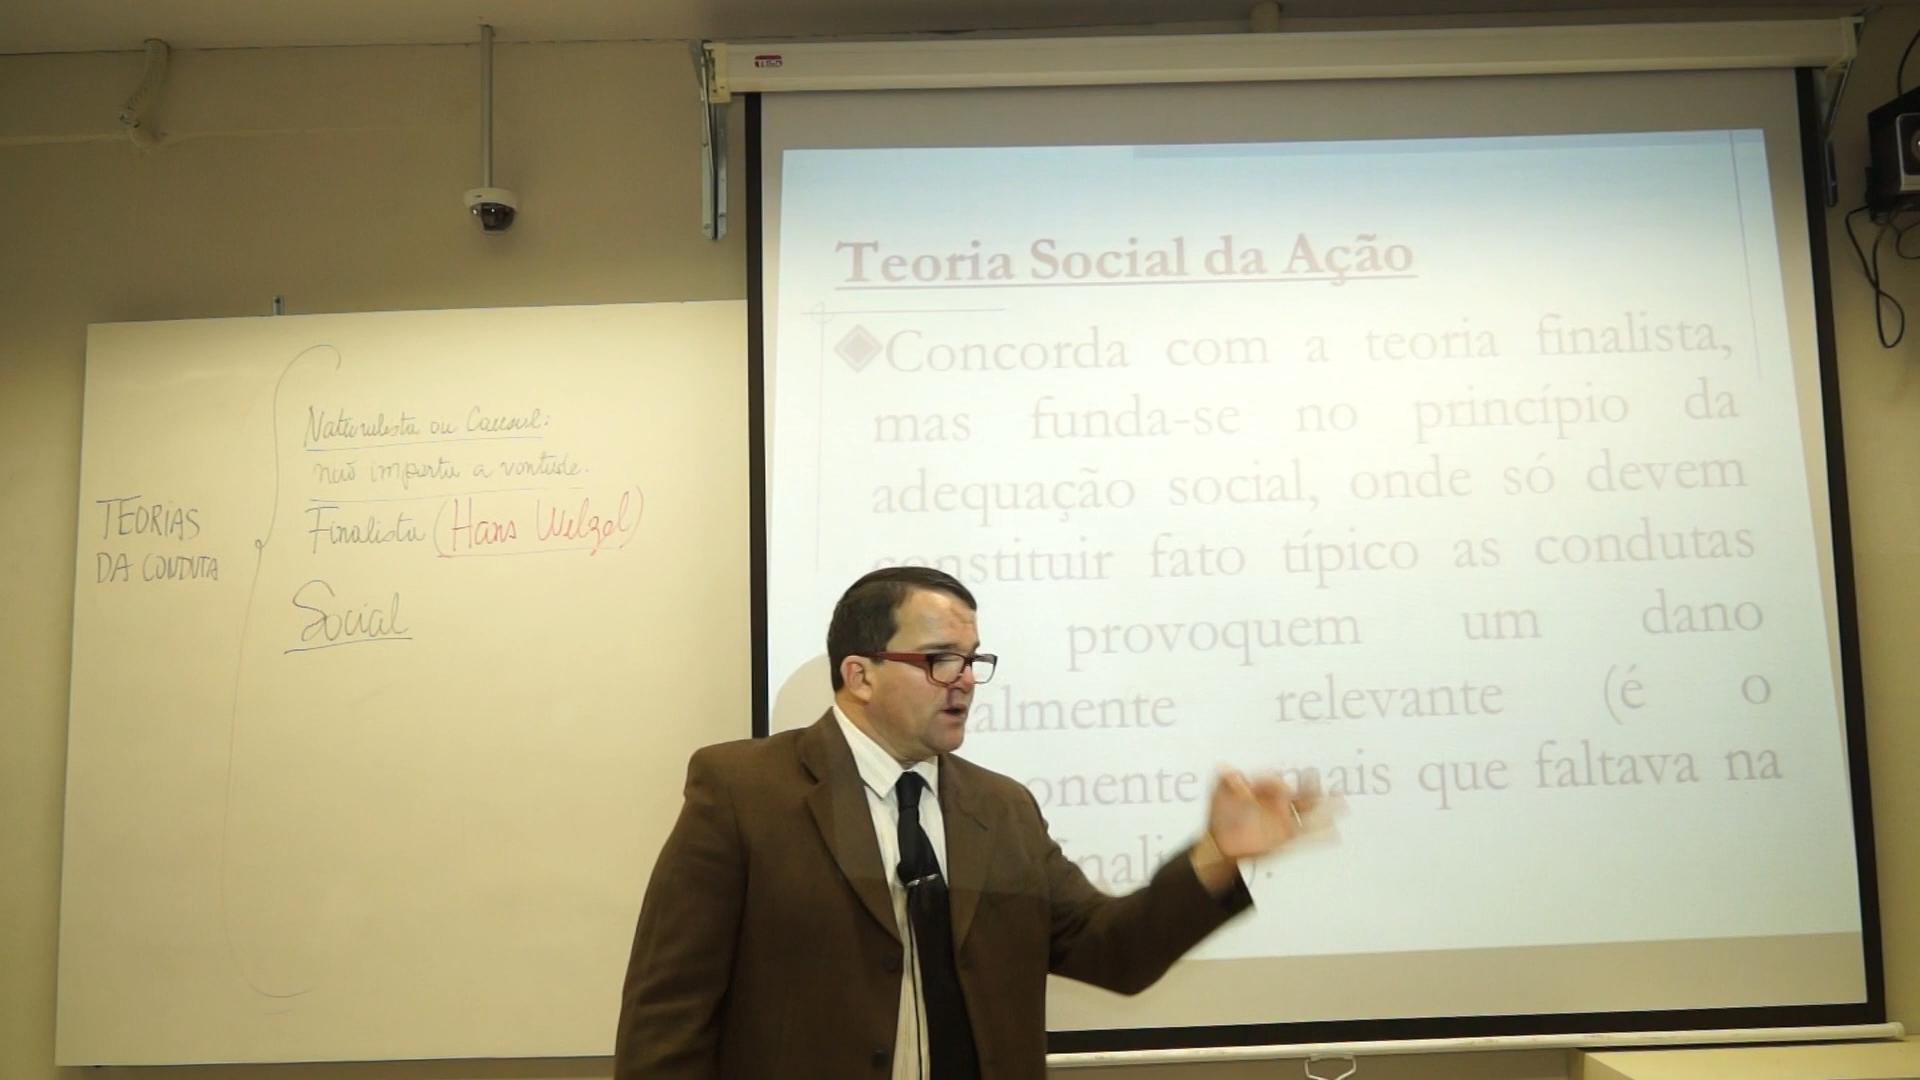 TEORIAS
DA CONDUTA
Naturalista ou Causal:
não importa a vontade.
Finalista (Hans Welzel)
Social
Teoria Social da Ação
Concorda com a teoria finalista,
mas funda-se no princípio da
adequação social, onde só devem
constituir fato típico as condutas
provoquem um dano
relevante (é o
mais que faltava na